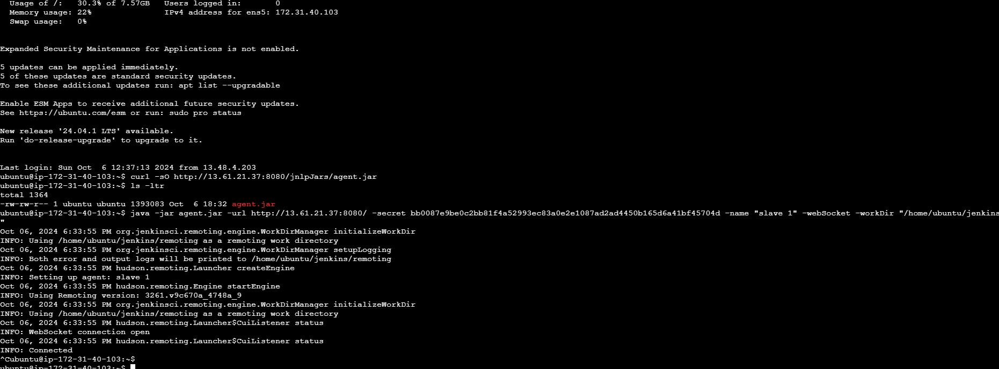 Usage of /:   30.3% of 7.57GB   Users logged in:       0
Memory usage: 22%               IPv4 address for ens5: 172.31.40.103
Swap usage:   0%
Expanded Security Maintenance for Applications is not enabled.
5 updates can be applied immediately.
5 of these updates are standard security updates.
To see these additional updates run: apt list --upgradable
Enable ESM Apps to receive additional future security updates.
See https://ubuntu.com/esm or run: sudo pro status
New release '24.04.1 LTS' available.
Run 'do-release-upgrade' to upgrade to it.
Last login: Sun Oct  6 12:37:13 2024 from 13.48.4.203
ubuntu@ip-172-31-40-103:~$ curl -sO http://13.61.21.37:8080/jnlpJars/agent.jar
ubuntu@ip-172-31-40-103:~$ ls -ltr
total 1364
-rw-rw-r-- 1 ubuntu ubuntu 1393083 Oct  6 18:32 agent.jar
ubuntu@ip-172-31-40-103:~$ java -jar agent.jar -url http://13.61.21.37:8080/ -secret bb0087e9be0c2bb81f4a52993ec83a0e2e1087ad2ad4450b165d6a41bf45704d -name "slave 1" -webSocket -workDir "/home/ubuntu/jenkins
"
Oct 06, 2024 6:33:55 PM org.jenkinsci.remoting.engine.WorkDirManager initializeWorkDir
INFO: Using /home/ubuntu/jenkins/remoting as a remoting work directory
Oct 06, 2024 6:33:55 PM org.jenkinsci.remoting.engine.WorkDirManager setupLogging
INFO: Both error and output logs will be printed to /home/ubuntu/jenkins/remoting
Oct 06, 2024 6:33:55 PM hudson.remoting.Launcher createEngine
INFO: Setting up agent: slave 1
Oct 06, 2024 6:33:55 PM hudson.remoting.Engine startEngine
INFO: Using Remoting version: 3261.v9c670a_4748a_9
Oct 06, 2024 6:33:55 PM org.jenkinsci.remoting.engine.WorkDirManager initializeWorkDir
INFO: Using /home/ubuntu/jenkins/remoting as a remoting work directory
Oct 06, 2024 6:33:55 PM hudson.remoting.Launcher$CuiListener status
INFO: WebSocket connection open
Oct 06, 2024 6:33:55 PM hudson.remoting.Launcher$CuiListener status
INFO: Connected
^Cubuntu@ip-172-31-40-103:~$
ubuntu@ip-172-31-40-103:~$